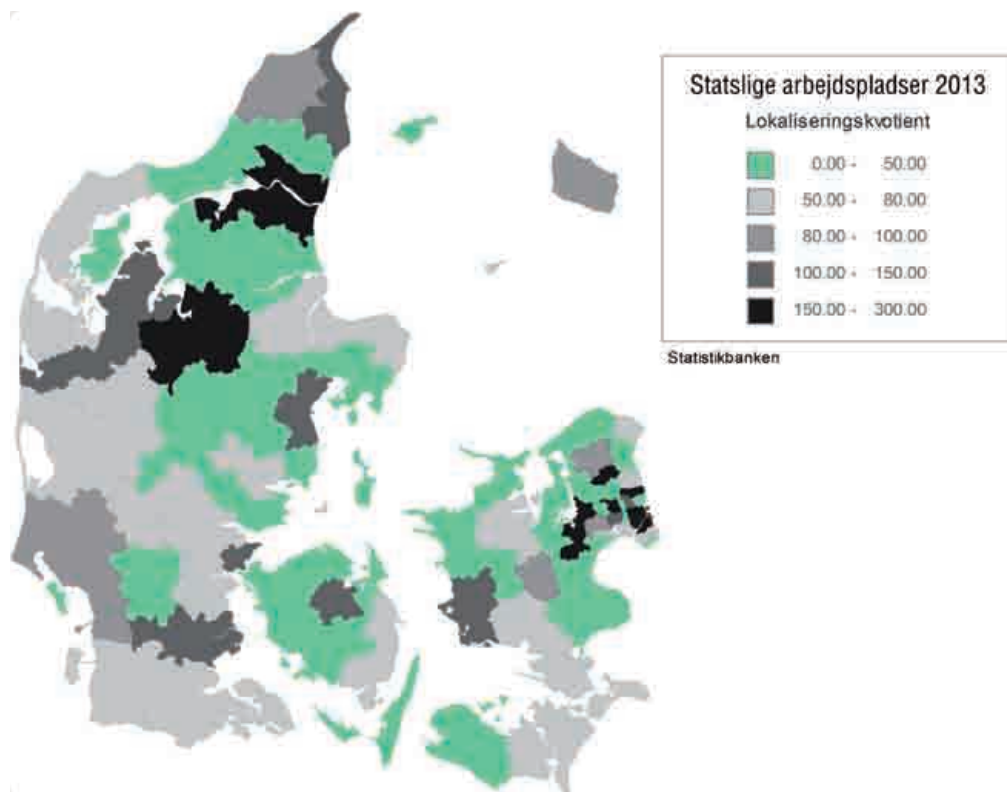 Statslige arbejdspladser 2013
Lokaliseringskvotient
0.00 - 50.00
50.00 - 80.00
80.00 - 100.00
100.00 - 150.00
150.00 - 300.00
Statistikbanken